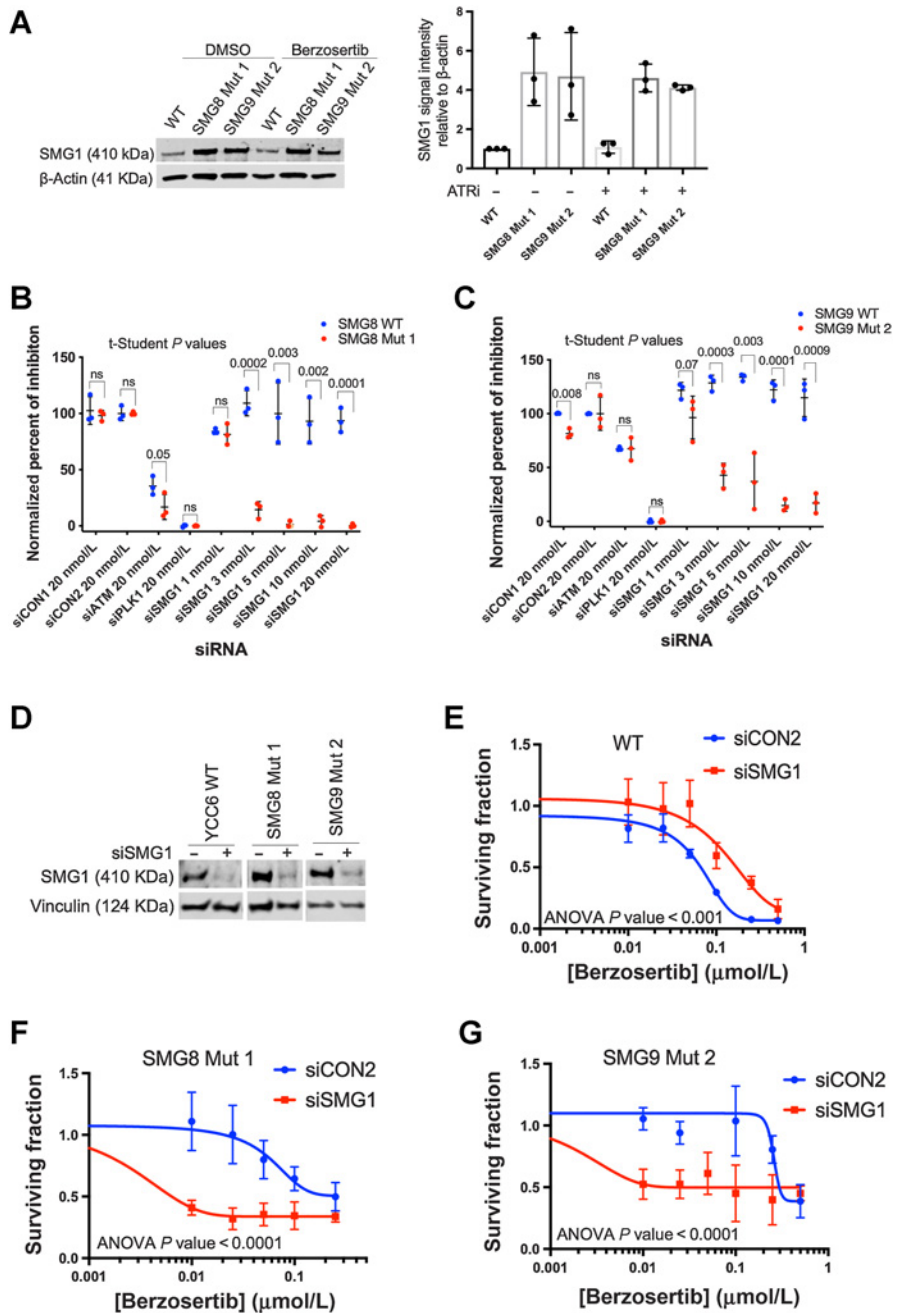 A
DMSO
Berzosertib
WT
SMG8 Mut 1
SMG9 Mut 2
WT
SMG8 Mut 1
SMG9 Mut 2
SMG1 (410 kDa)
β-Actin (41 KDa)
SMG1 signal intensity
relative to β-actin
8
6
4
2
0
ATRi
– – – + + +
WT
SMG8 Mut 1
SMG9 Mut 2
WT
SMG8 Mut 1
SMG9 Mut 2
B
SMG8 WT
SMG8 Mut 1
t-Student P values
Normalized percent of inhibiton
150
100
50
0
ns
ns
0.05
ns
ns
0.0002
0.003
0.002
0.0001
siCON1 20 nmol/L
siCON2 20 nmol/L
siATM 20 nmol/L
siPLK1 20 nmol/L
siSMG1 1 nmol/L
siSMG1 3 nmol/L
siSMG1 5 nmol/L
siSMG1 10 nmol/L
siSMG1 20 nmol/L
siRNA
C
SMG9 WT
SMG9 Mut 2
t-Student P values
Normalized percent of inhibiton
150
100
50
0
0.008
ns
ns
ns
0.07
0.0003
0.003
0.0001
0.0009
siCON1 20 nmol/L
siCON2 20 nmol/L
siATM 20 nmol/L
siPLK1 20 nmol/L
siSMG1 1 nmol/L
siSMG1 3 nmol/L
siSMG1 5 nmol/L
siSMG1 10 nmol/L
siSMG1 20 nmol/L
siRNA
D
YCC6 WT
SMG8 Mut 1
SMG9 Mut 2
siSMG1 – + – + – +
SMG1 (410 KDa)
Vinculin (124 KDa)
E
WT
siCON2
siSMG1
Surviving fraction
1.5
1.0
0.5
0.0
ANOVA P value < 0.001
0.001 0.01 0.1 1
[Berzosertib] (μmol/L)
F
SMG8 Mut 1
siCON2
siSMG1
Surviving fraction
1.5
1.0
0.5
0.0
ANOVA P value < 0.0001
0.001 0.01 0.1
[Berzosertib] (μmol/L)
G
SMG9 Mut 2
siCON2
siSMG1
Surviving fraction
1.5
1.0
0.5
0.0
ANOVA P value < 0.0001
0.001 0.01 0.1 1
[Berzosertib] (μmol/L)